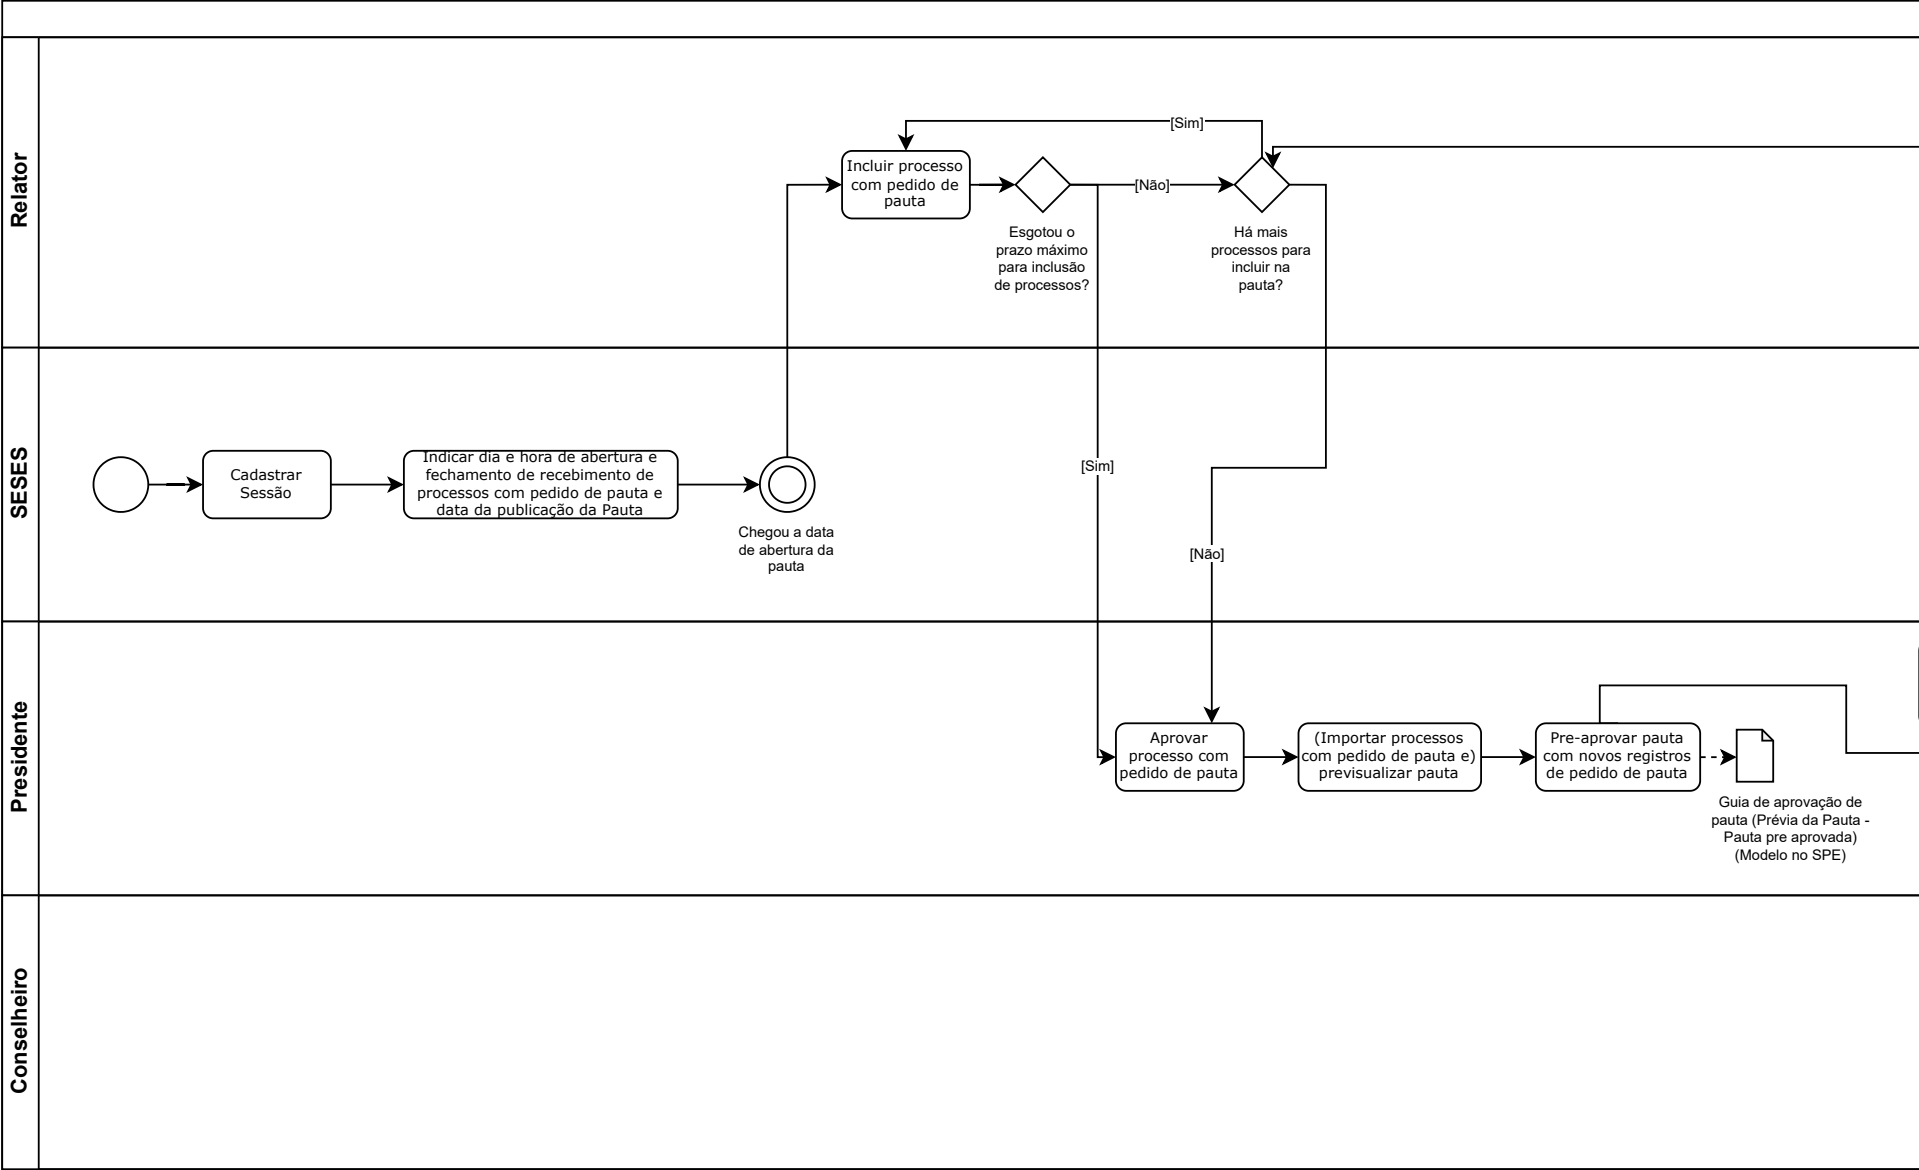 Relator
[Sim]
Incluir processo
com pedido de
pauta
[Não]
Esgotou o
prazo máximo
para inclusão
de processos?
Há mais
processos para
incluir na
pauta?
SESES
Cadastrar
Sessão
Indicar dia e hora de abertura e
fechamento de recebimento de
processos com pedido de pauta e
data da publicação da Pauta
Chegou a data
de abertura da
pauta
[Sim]
[Não]
Presidente
Aprovar
processo com
pedido de pauta
(Importar processos
com pedido de pauta e)
previsualizar pauta
Pre-aprovar pauta
com novos registros
de pedido de pauta
Guia de aprovação de
pauta (Prévia da Pauta -
Pauta pre aprovada)
(Modelo no SPE)
Conselheiro